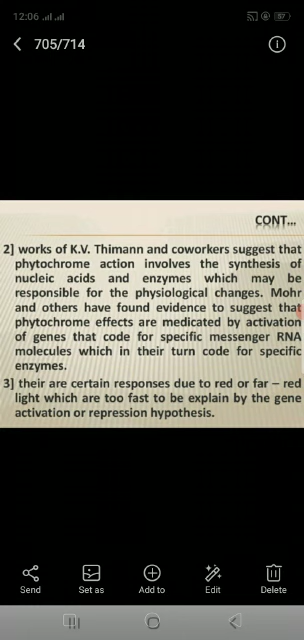 12:06
57
705/714
CONT...
2] works of K.V. Thimann and coworkers suggest that
phytochrome action involves the synthesis of
nucleic acids and enzymes which may be
responsible for the physiological changes. Mohr
and others have found evidence to suggest that
phytochrome effects are medicated by activation
of genes that code for specific messenger RNA
molecules which in their turn code for specific
enzymes.
3] their are certain responses due to red or far – red
light which are too fast to be explain by the gene
activation or repression hypothesis.
Send Set as Add to Edit Delete